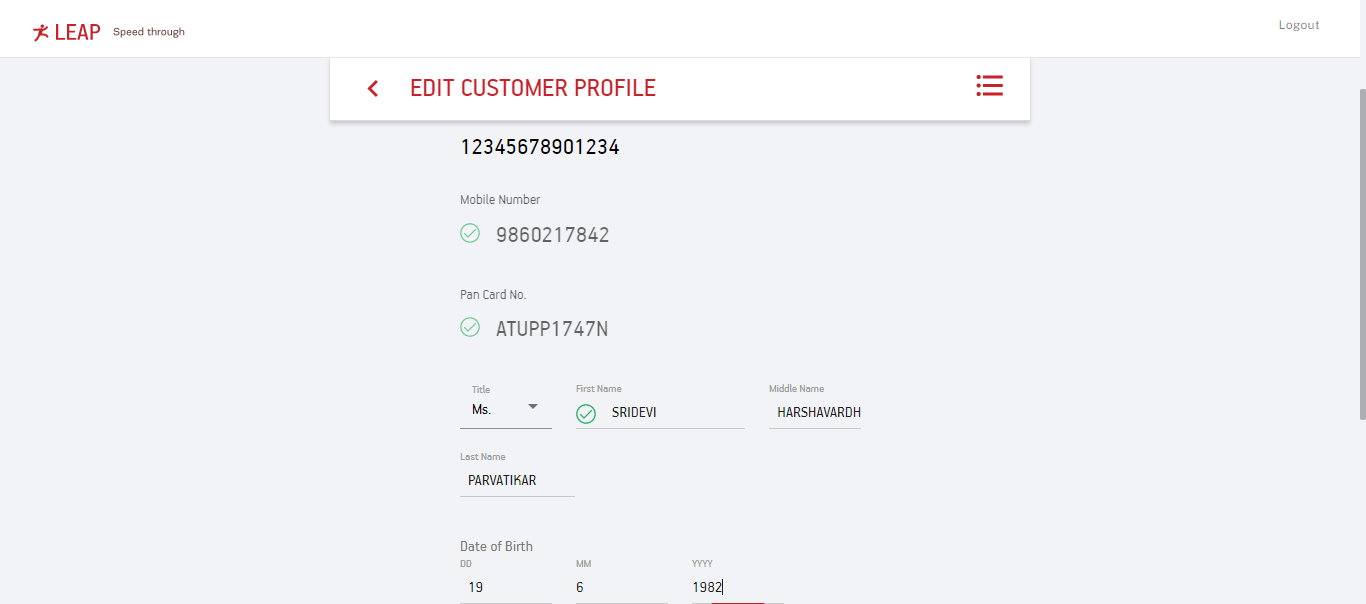 LEAP Speed through
Logout
EDIT CUSTOMER PROFILE
12345678901234
Mobile Number
9860217842
Pan Card No.
ATUPP1747N
Title First Name Middle Name
Ms. SRIDEVI HARSHAVARDH
Last Name
PARVATIKAR
Date of Birth
DD MM YYYY
19 6 1982